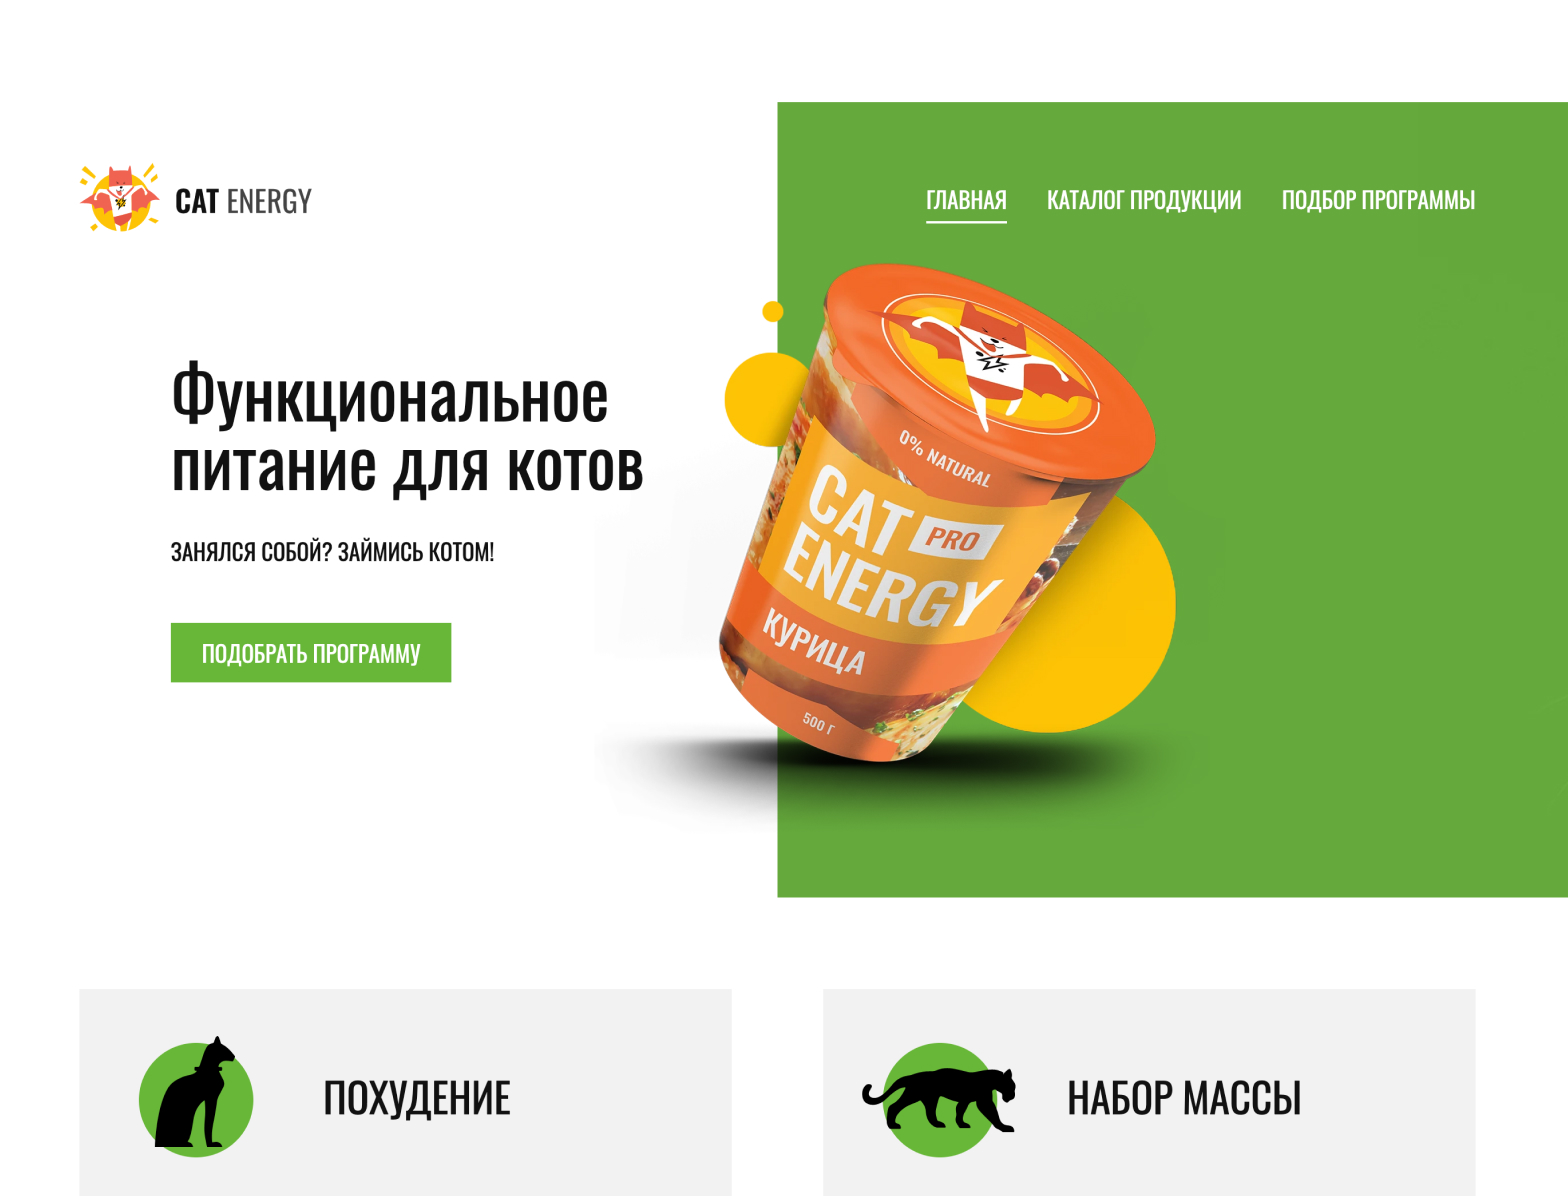 CAT ENERGY
ГЛАВНАЯ
КАТАЛОГ ПРОДУКЦИИ
ПОДБОР ПРОГРАММЫ
Функциональное
питание для котов
ЗАНЯЛСЯ СОБОЙ? ЗАЙМИСЬ КОТОМ!
ПОДОБРАТЬ ПРОГРАММУ
0% NATURAL
CAT PRO
ENERGY
КУРИЦА
500 Г
ПОХУДЕНИЕ
НАБОР МАССЫ